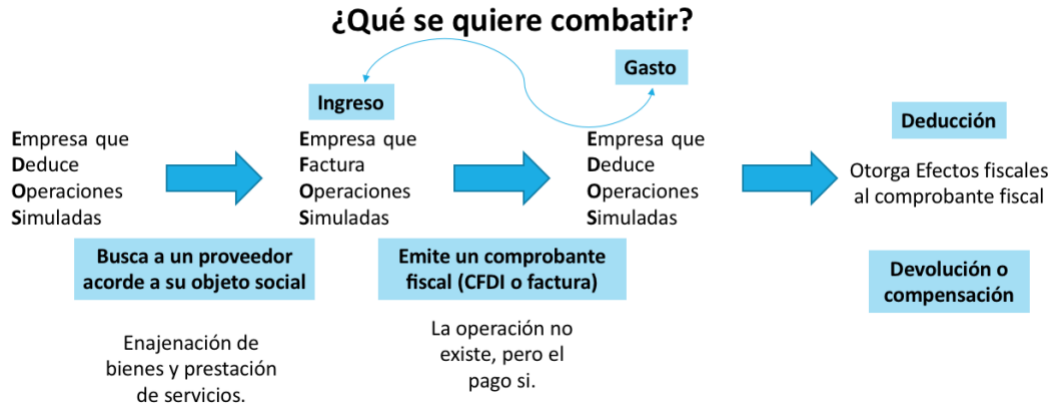 ¿Qué se quiere combatir?
Gasto
Ingreso
Deducción
Empresa que
Deduce
Operaciones
Simuladas
Empresa que
Factura
Operaciones
Simuladas
Empresa que
Deduce
Operaciones
Simuladas
Otorga Efectos fiscales
al comprobante fiscal
Busca a un proveedor
acorde a su objeto social
Emite un comprobante
fiscal (CFDI o factura)
Devolución o
compensación
Enajenación de
bienes y prestación
de servicios.
La operación no
existe, pero el
pago si.